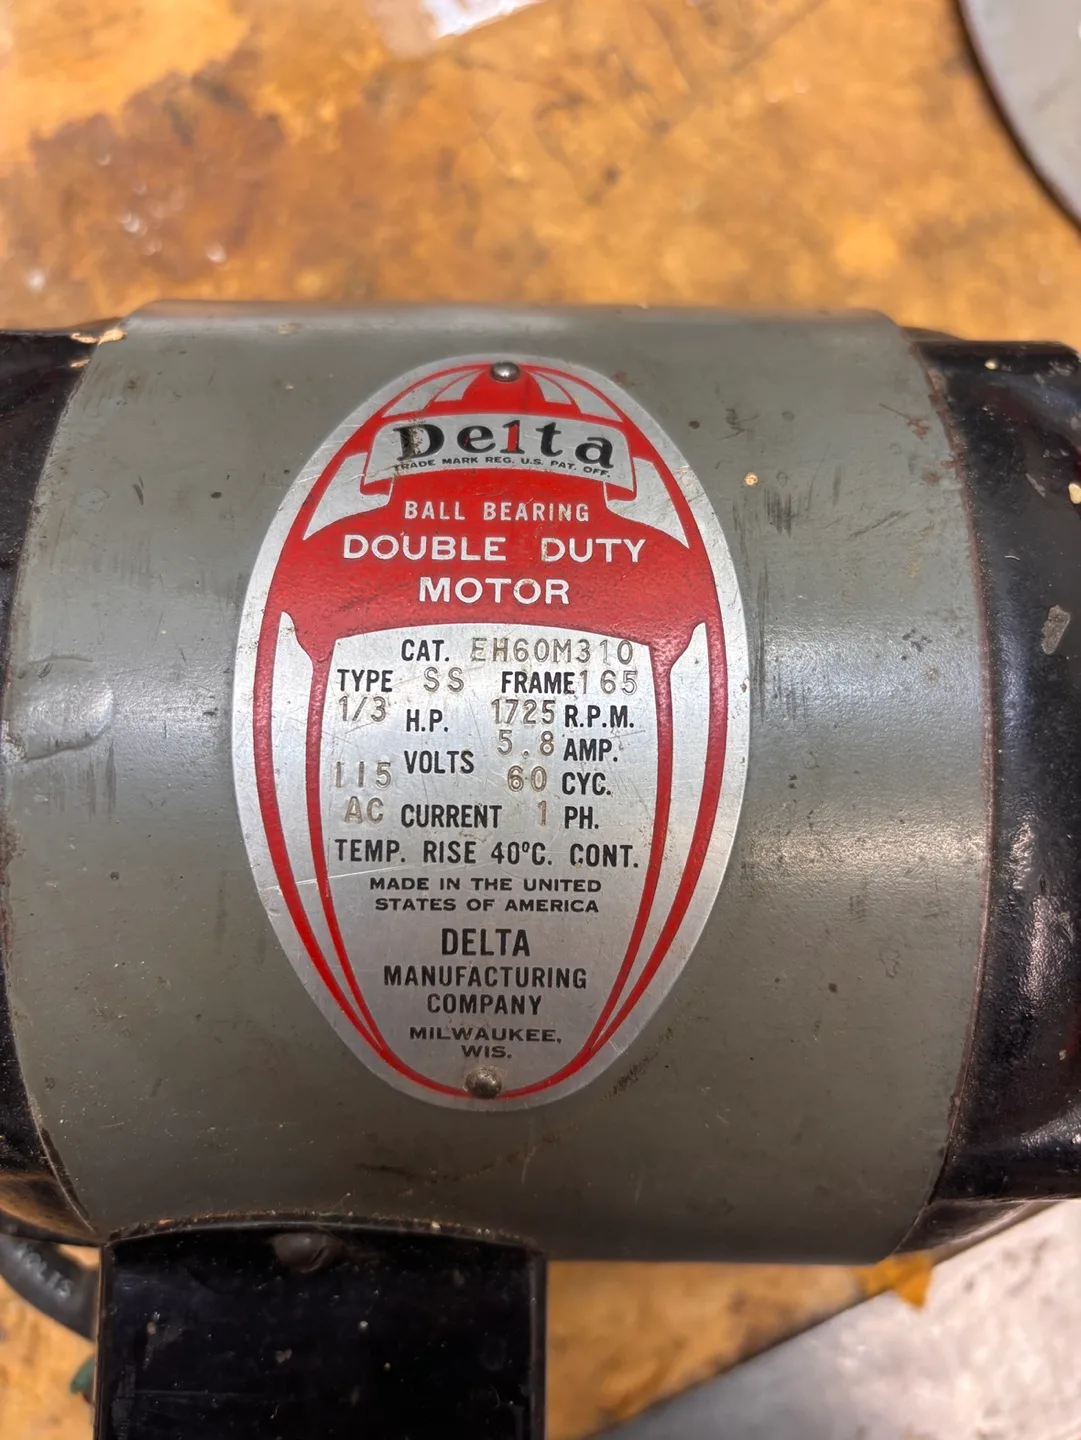 Delta
TRADE MARK REG. U.S. PAT. OFF.
BALL BEARING
DOUBLE DUTY
MOTOR
CAT. EH60M310
TYPE SS FRAME 165
1/3 H.P. 1725 R.P.M.
5.8 AMP.
115 VOLTS 60 CYC.
AC CURRENT 1 PH.
TEMP. RISE 40°C. CONT.
MADE IN THE UNITED
STATES OF AMERICA
DELTA
MANUFACTURING
COMPANY
MILWAUKEE,
WIS.